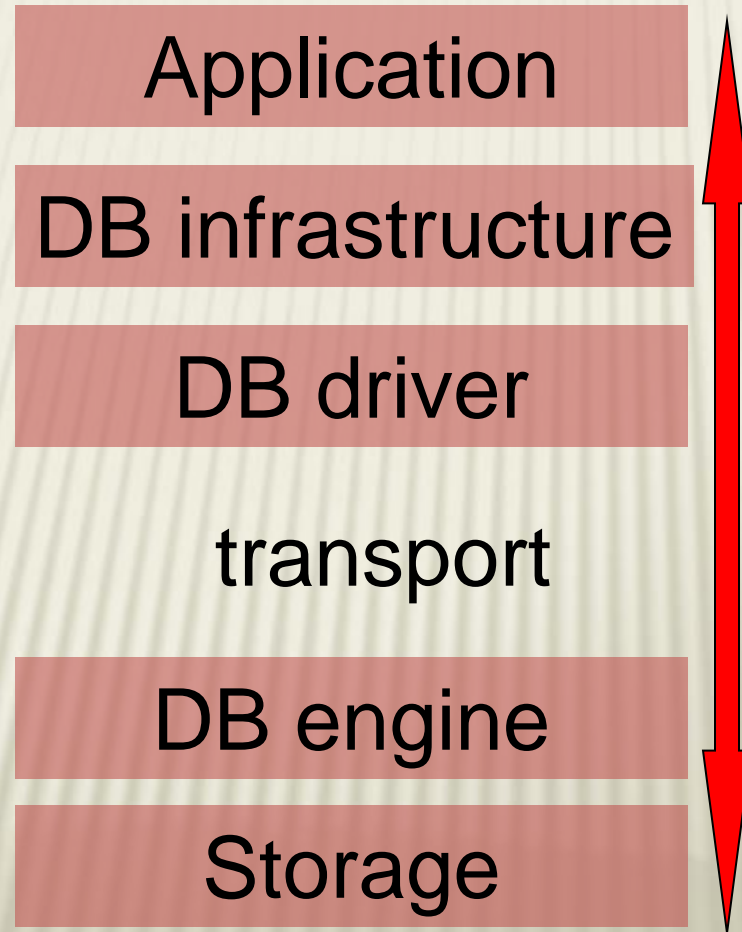 Application
DB infrastructure
DB driver
transport
DB engine
Storage